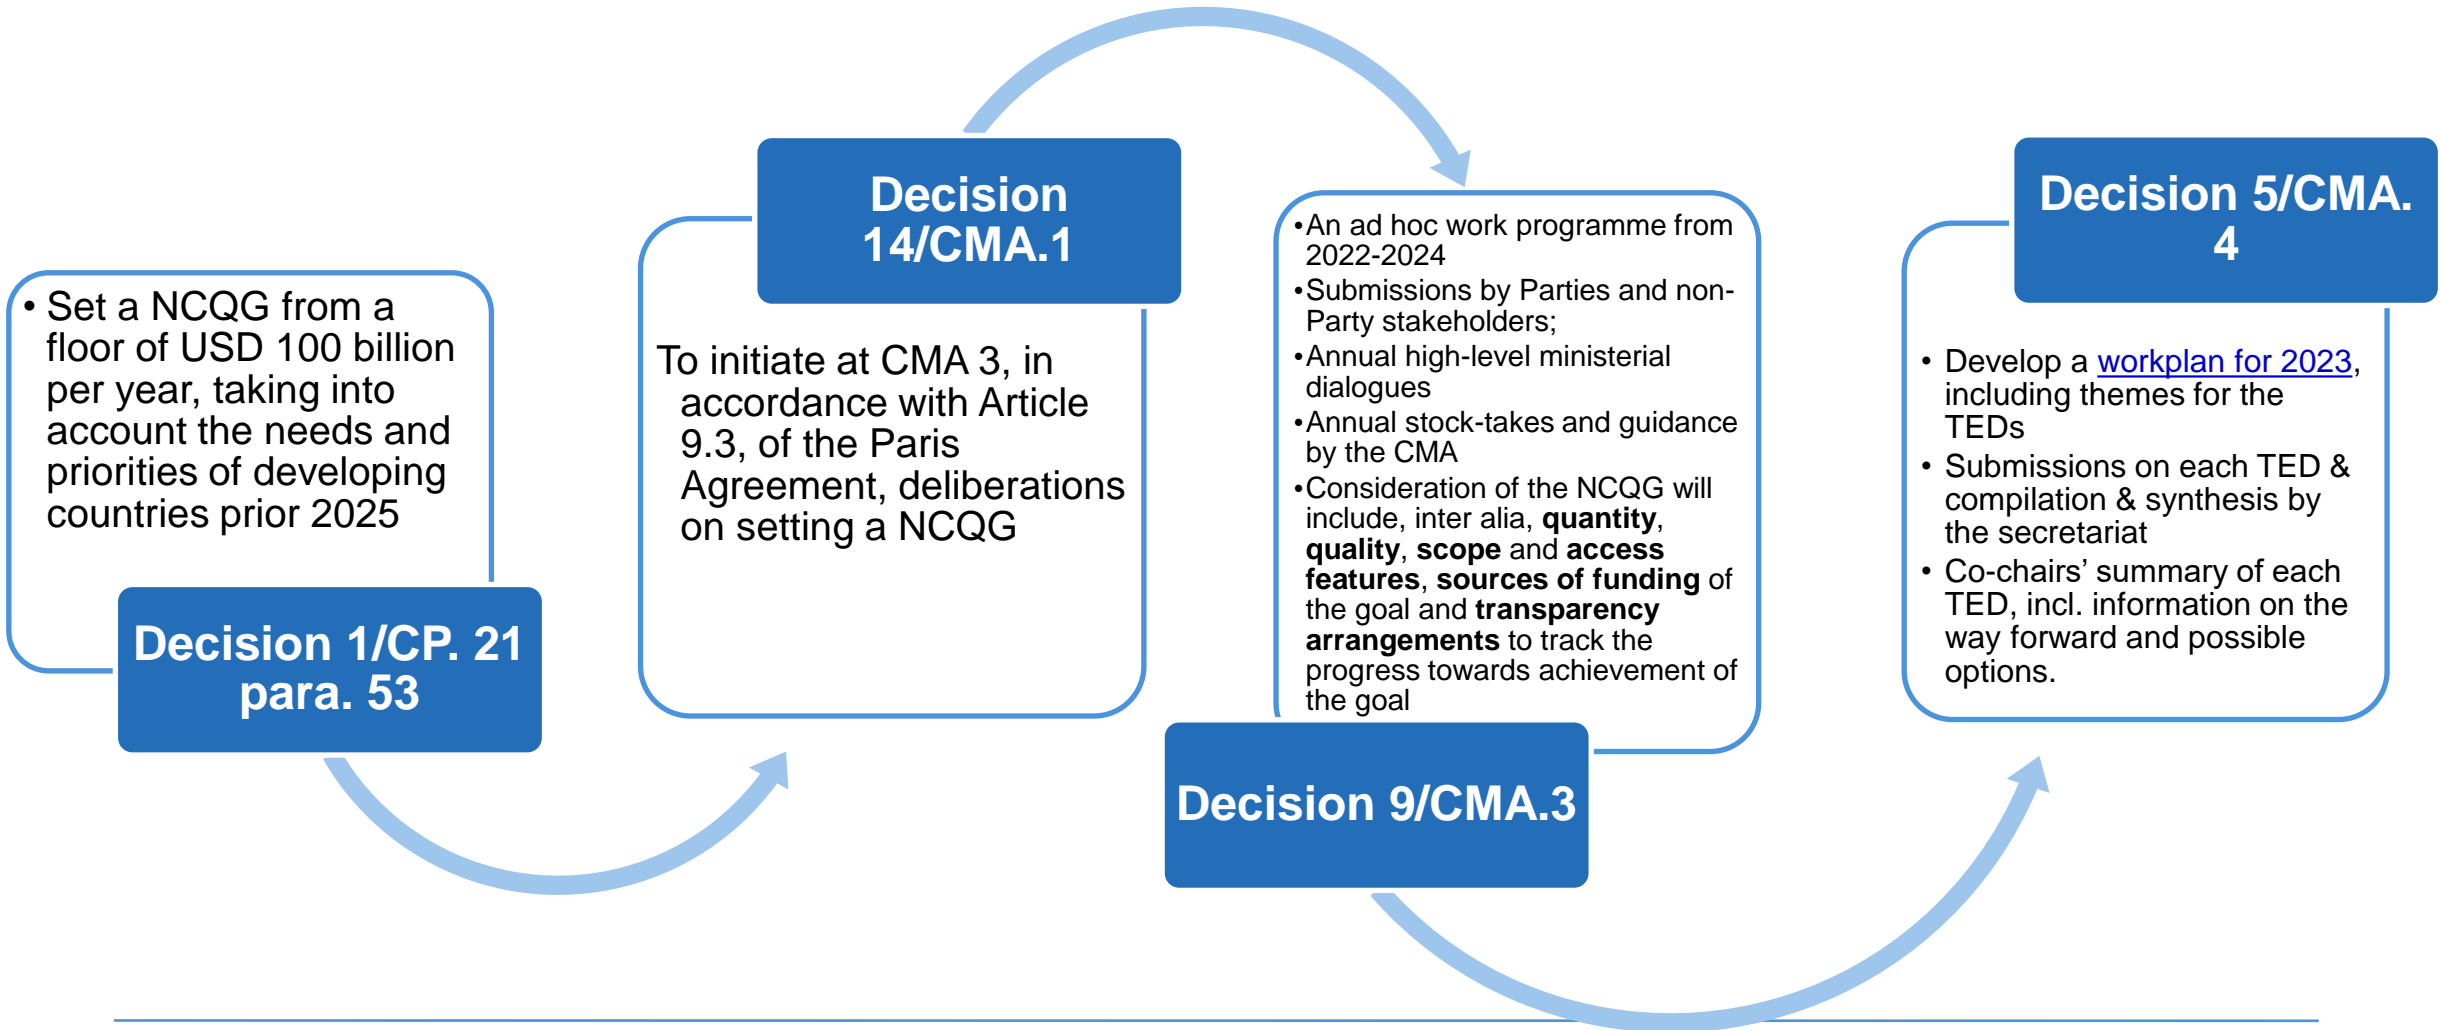 • Set a NCQG from a
floor of USD 100 billion
per year, taking into
account the needs and
priorities of developing
countries prior 2025
Decision 1/CP. 21
para. 53
Decision
14/CMA.1
To initiate at CMA 3, in
accordance with Article
9.3, of the Paris
Agreement, deliberations
on setting a NCQG
•An ad hoc work programme from
2022-2024
•Submissions by Parties and non-
Party stakeholders;
•Annual high-level ministerial
dialogues
•Annual stock-takes and guidance
by the CMA
•Consideration of the NCQG will
include, inter alia, quantity,
quality, scope and access
features, sources of funding of
the goal and transparency
arrangements to track the
progress towards achievement of
the goal
Decision 9/CMA.3
Decision 5/CMA.
4
• Develop a workplan for 2023,
including themes for the
TEDs
• Submissions on each TED &
compilation & synthesis by
the secretariat
• Co-chairs’ summary of each
TED, incl. information on the
way forward and possible
options.